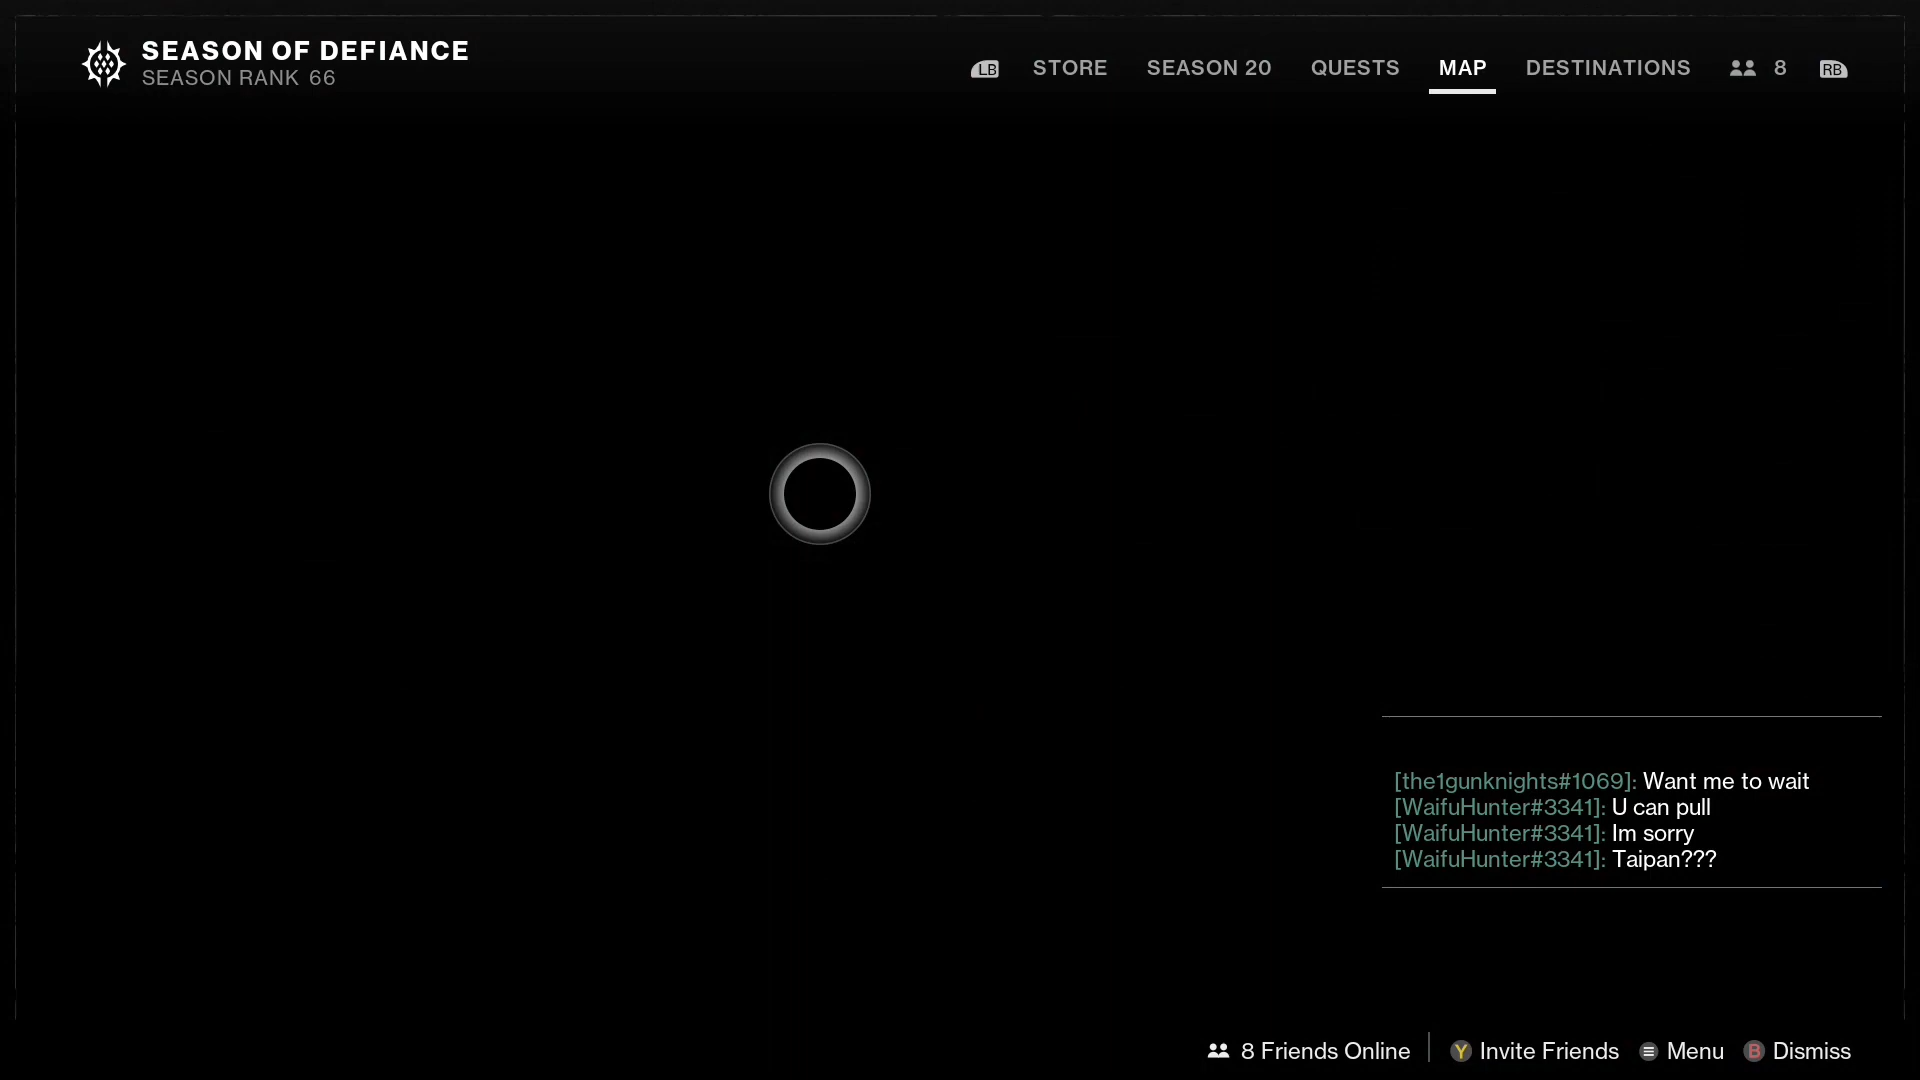 SEASON OF DEFIANCE
SEASON RANK 66
LB STORE SEASON 20 QUESTS MAP DESTINATIONS 8 RB
[the1gunknights#1069]: Want me to wait
[WaifuHunter#3341]: U can pull
[WaifuHunter#3341]: Im sorry
[WaifuHunter#3341]: Taipan???
8 Friends Online Y Invite Friends Menu B Dismiss